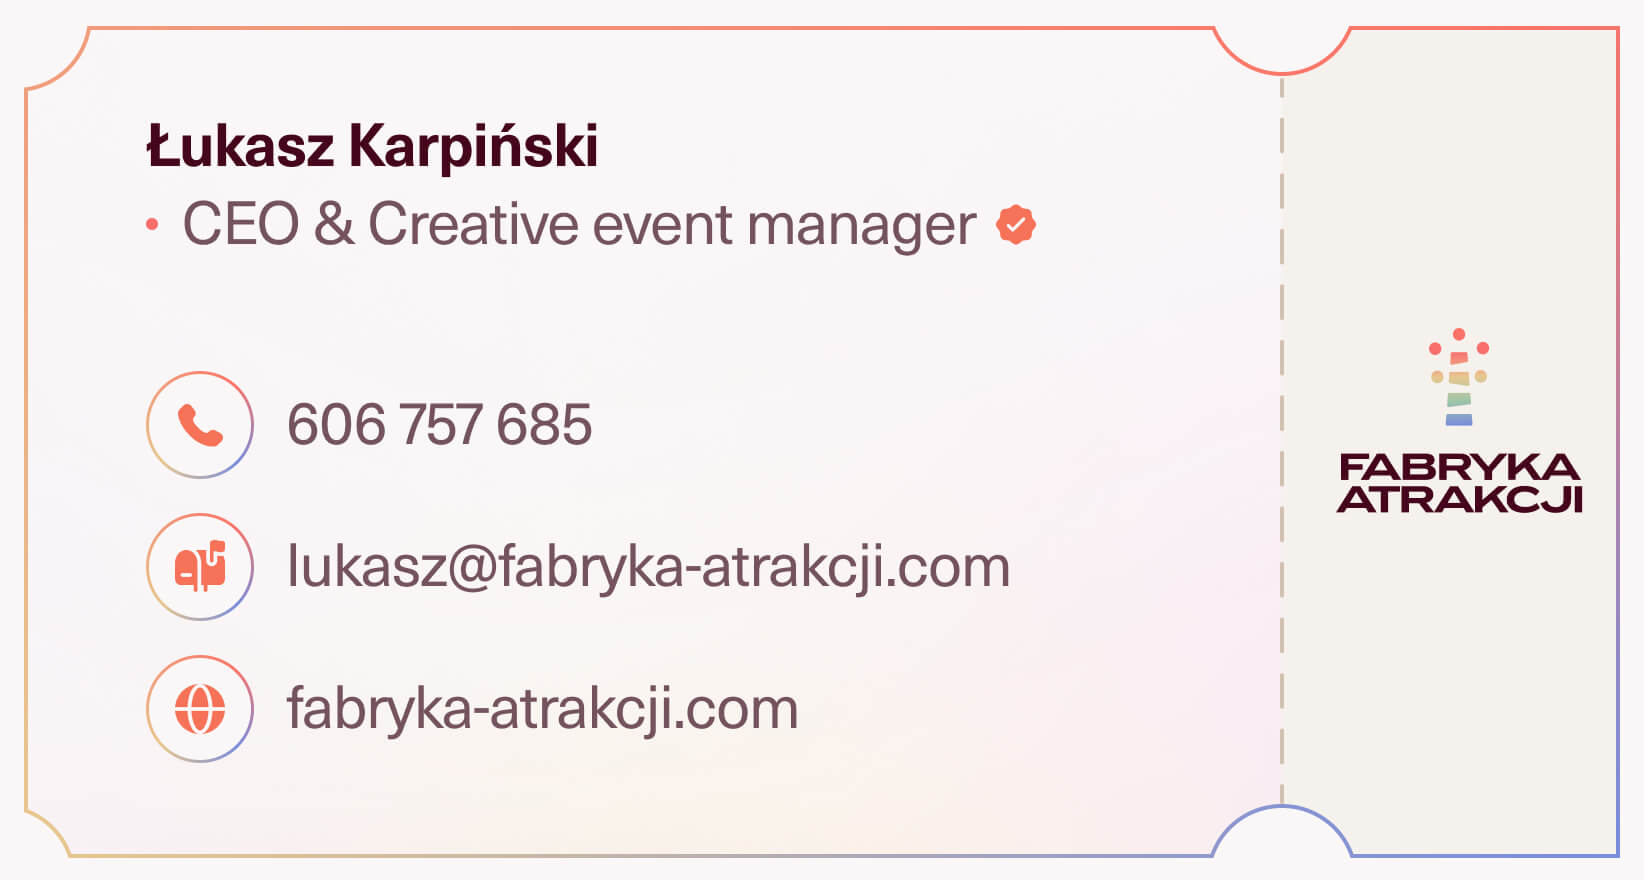 Łukasz Karpiński
• CEO & Creative event manager
606 757 685
lukasz@fabryka-atrakcji.com
fabryka-atrakcji.com
FABRYKA
ATRAKCJI